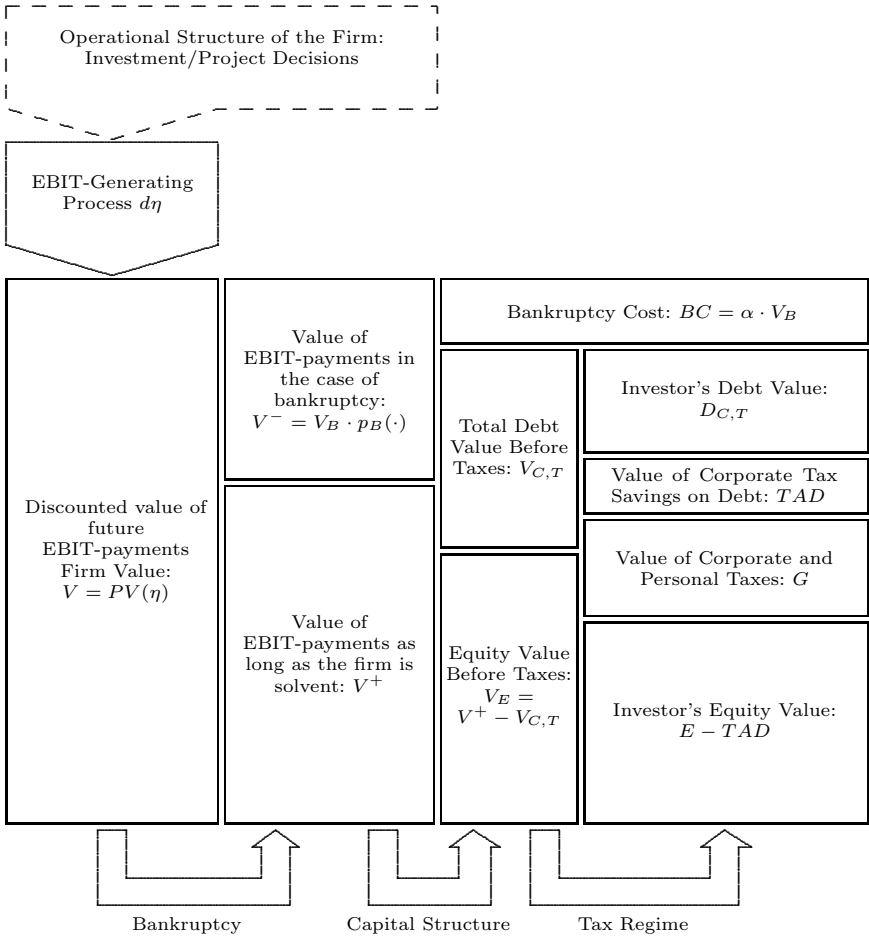 Operational Structure of the Firm:
Investment/Project Decisions
EBIT-Generating
Process dη
Discounted value of
future
EBIT-payments
Firm Value:
V = PV(η)
Value of
EBIT-payments in
the case of
bankruptcy:
V⁻ = V_B · p_B(·)
Value of
EBIT-payments as
long as the firm is
solvent: V⁺
Bankruptcy Cost: BC = α · V_B
Total Debt
Value Before
Taxes: V_{C,T}
Equity Value
Before Taxes:
V_E =
V⁺ − V_{C,T}
Investor's Debt Value:
D_{C,T}
Value of Corporate Tax
Savings on Debt: TAD
Value of Corporate and
Personal Taxes: G
Investor's Equity Value:
E − TAD
Bankruptcy
Capital Structure
Tax Regime